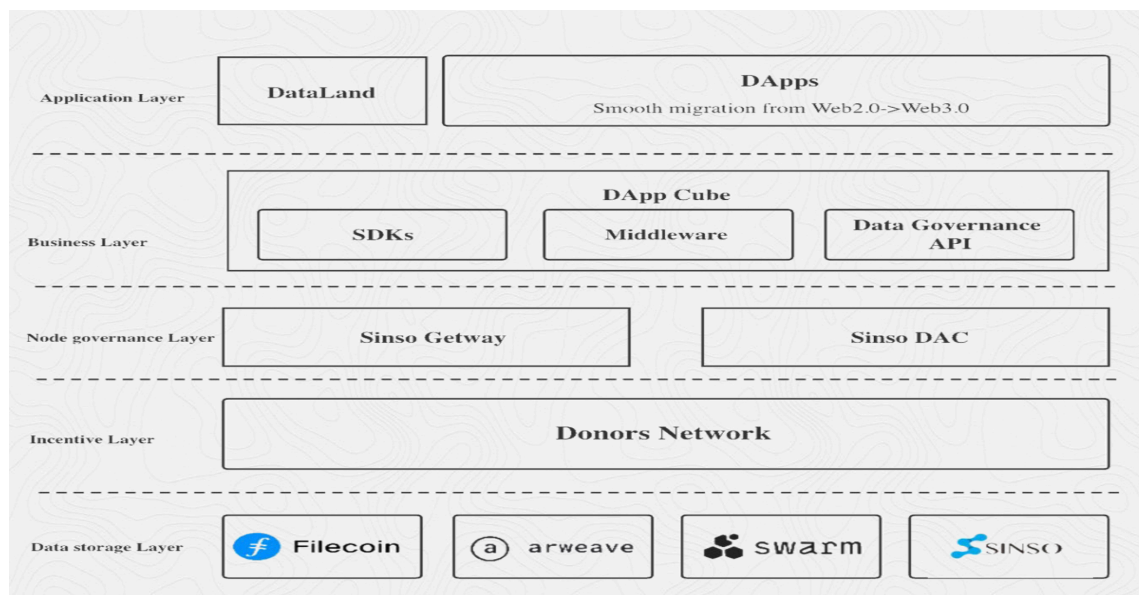 Application Layer
DataLand
DApps
Smooth migration from Web2.0->Web3.0
Business Layer
DApp Cube
SDKs
Middleware
Data Governance
API
Node governance Layer
Sinso Getway
Sinso DAC
Incentive Layer
Donors Network
Data storage Layer
Filecoin
a arweave
swarm
SINSO